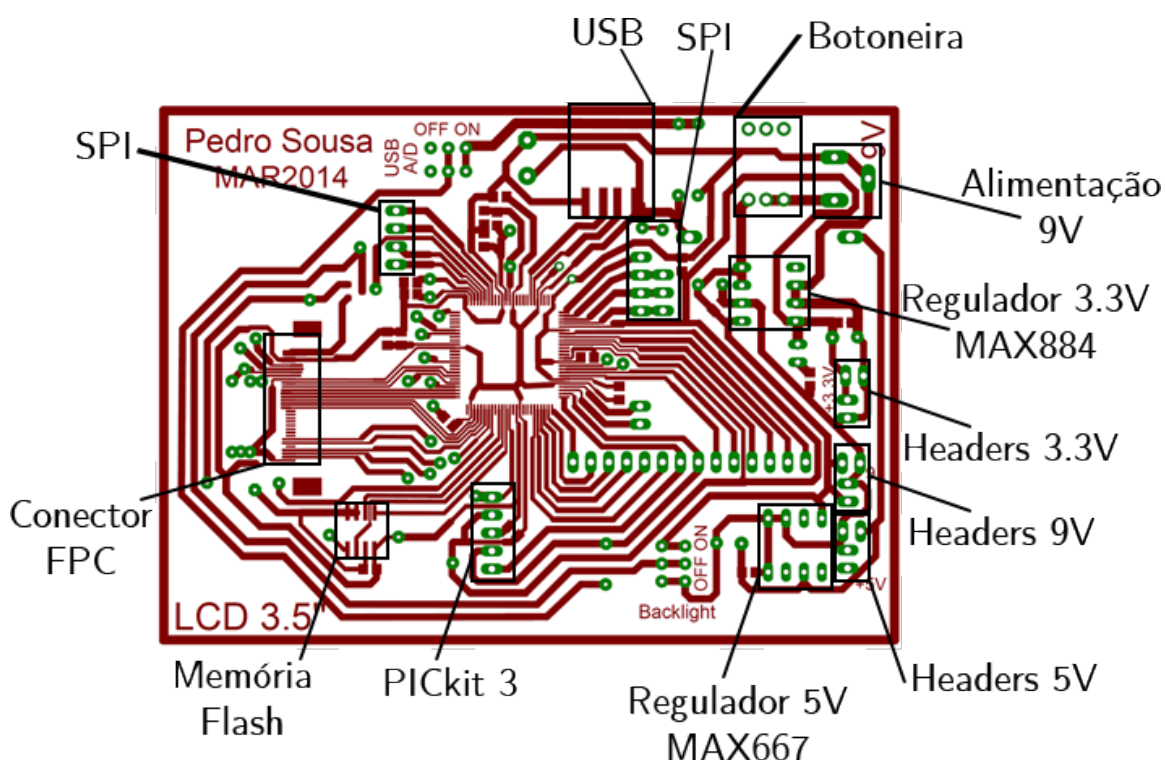 USB
SPI
Botoneira
SPI
Pedro Sousa
MAR2014
USB
A/D
OFF ON
9V
Alimentação
9V
Regulador 3.3V
MAX884
+3.3V
Headers 3.3V
Headers 9V
Conector
FPC
OFF ON
Backlight
+5V
LCD 3.5"
Memória
Flash
PICkit 3
Regulador 5V
MAX667
Headers 5V